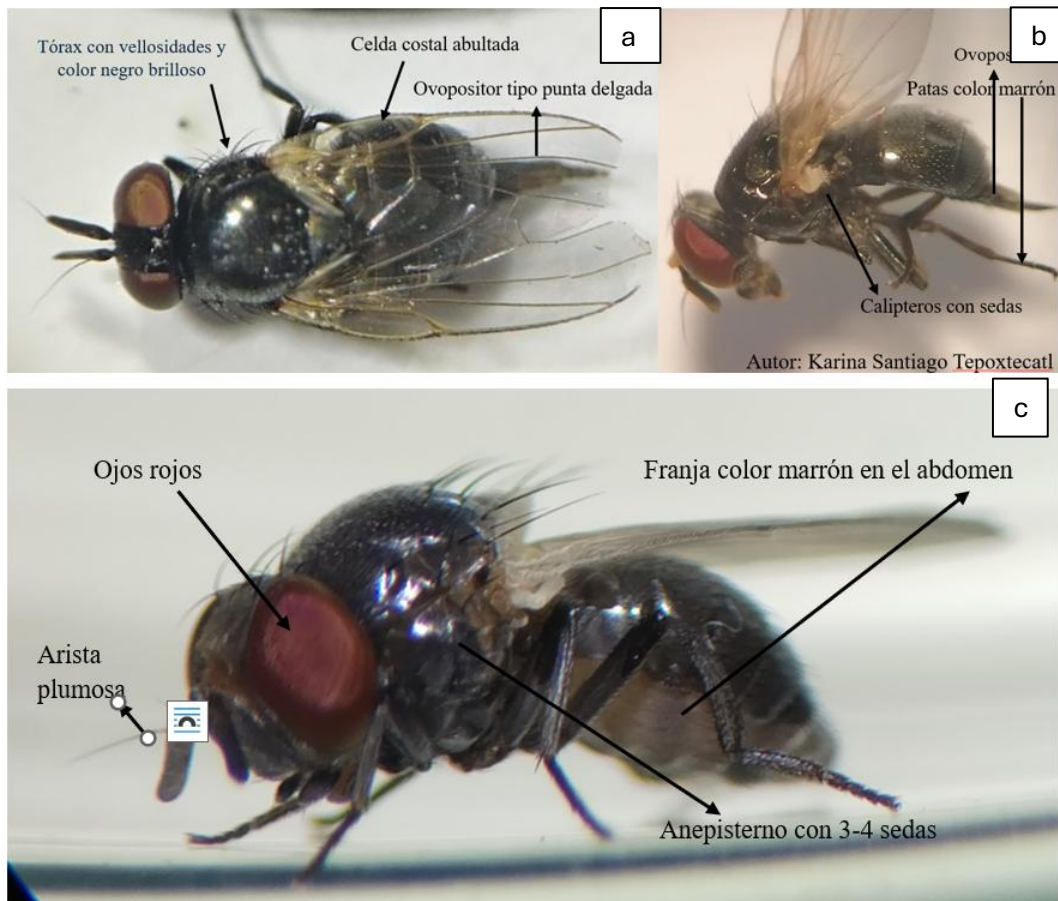 a
Tórax con vellosidades y
color negro brilloso
Celda costal abultada
Ovopositor tipo punta delgada
b
Patas color marrón
Calipteros con sedas
Autor: Karina Santiago Tepoxtecatl
c
Ojos rojos
Franja color marrón en el abdomen
Arista
plumosa
Anepisterno con 3-4 sedas